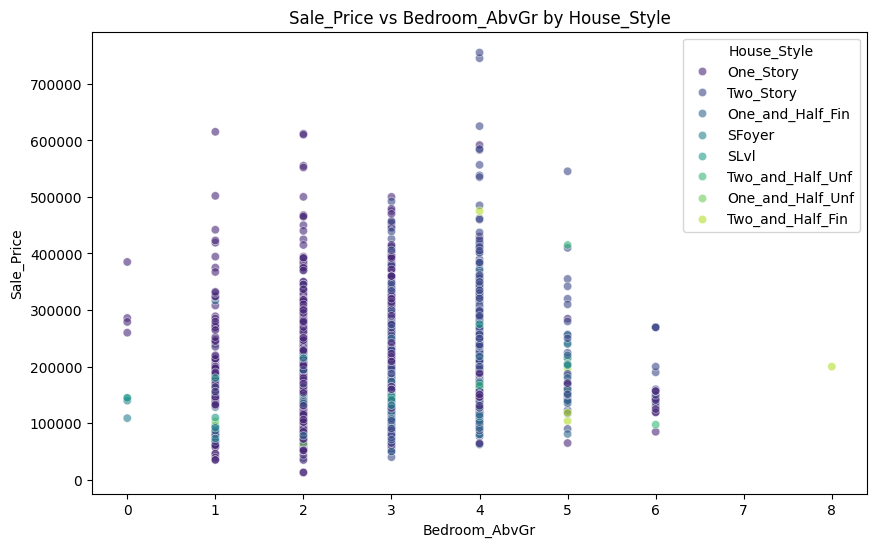 Sale_Price vs Bedroom_AbvGr by House_Style
House_Style
One_Story
Two_Story
One_and_Half_Fin
SFoyer
SLvl
Two_and_Half_Unf
One_and_Half_Unf
Two_and_Half_Fin
Sale_Price
700000
600000
500000
400000
300000
200000
100000
0
0 1 2 3 4 5 6 7 8
Bedroom_AbvGr